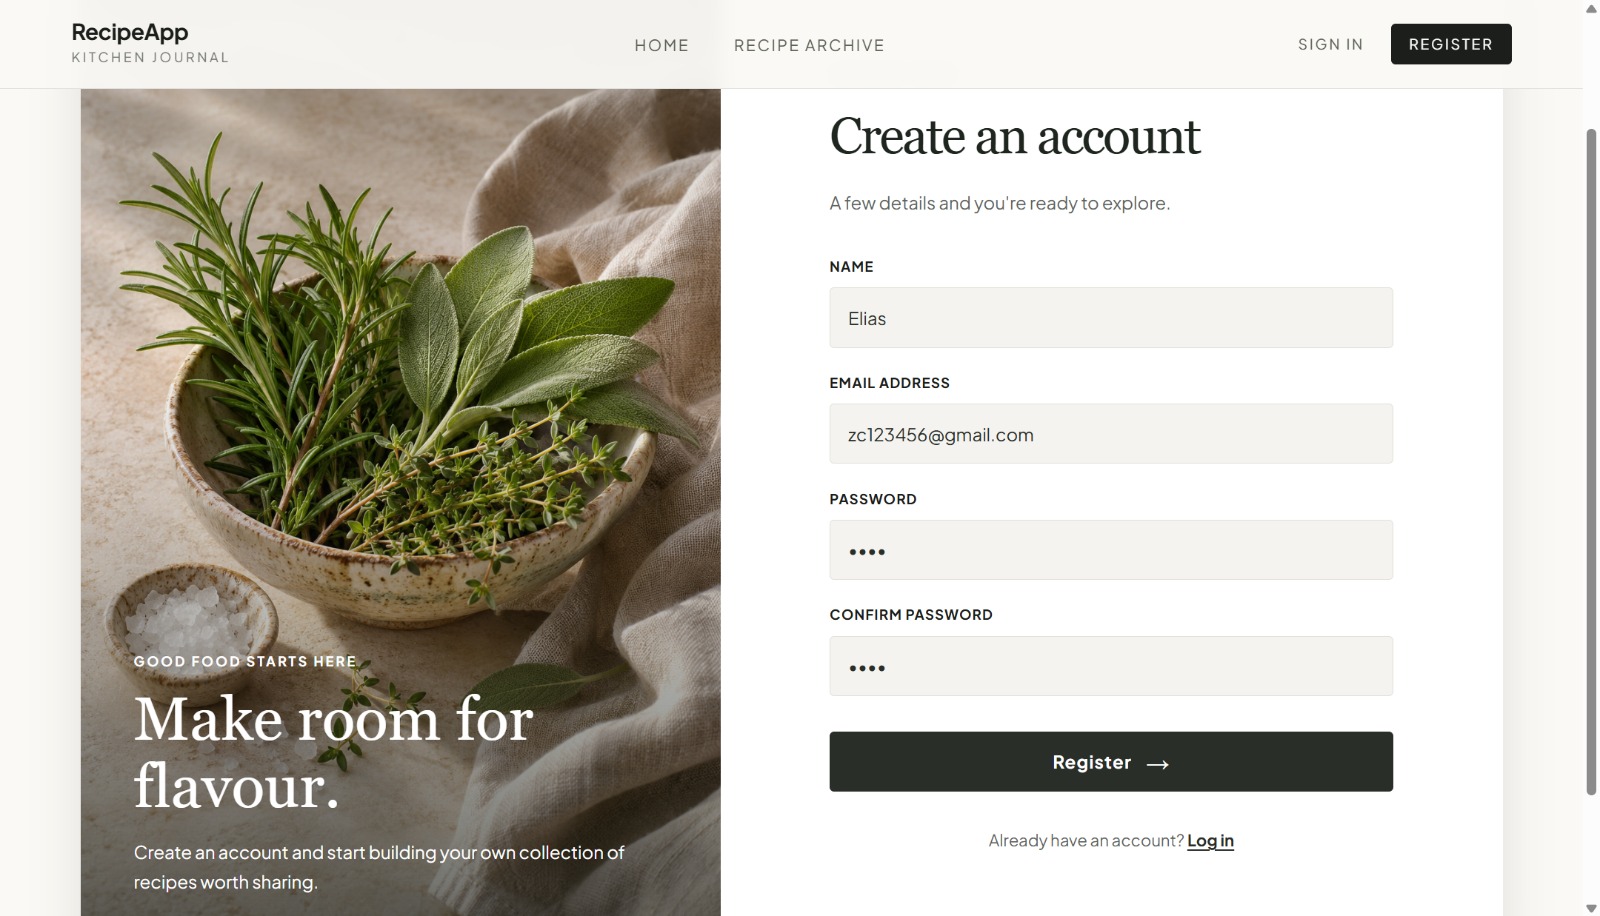 RecipeApp
KITCHEN JOURNAL
HOME
RECIPE ARCHIVE
SIGN IN
REGISTER
GOOD FOOD STARTS HERE
Make room for
flavour.
Create an account and start building your own collection of
recipes worth sharing.
Create an account
A few details and you're ready to explore.
NAME
Elias
EMAIL ADDRESS
zc123456@gmail.com
PASSWORD
••••
CONFIRM PASSWORD
••••
Register →
Already have an account? Log in